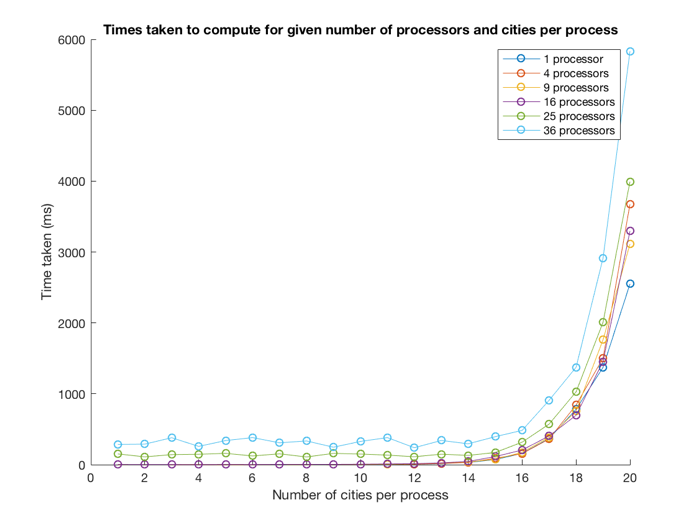 Times taken to compute for given number of processors and cities per process
6000
5000
4000
3000
2000
1000
0
Time taken (ms)
1 processor
4 processors
9 processors
16 processors
25 processors
36 processors
0 2 4 6 8 10 12 14 16 18 20
Number of cities per process